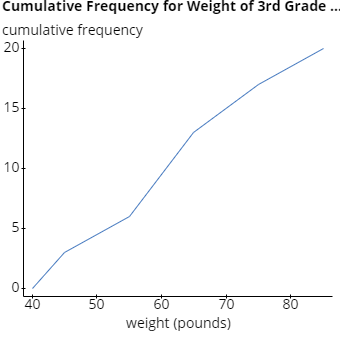 Cumulative Frequency for Weight of 3rd Grade ...
cumulative frequency
20
15
10
5
0
40 50 60 70 80
weight (pounds)